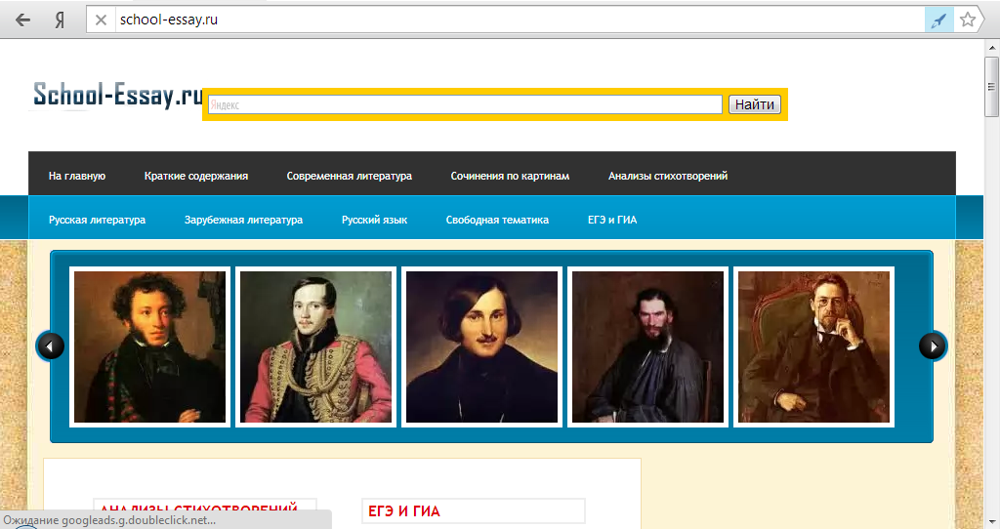 Я
school-essay.ru
School-Essay.ru
Яндекс
Найти
На главную
Краткие содержания
Современная литература
Сочинения по картинам
Анализы стихотворений
Русская литература
Зарубежная литература
Русский язык
Свободная тематика
ЕГЭ и ГИА
АНАЛИЗЫ СТИХОТВОРЕНИЙ
ЕГЭ И ГИА
Ожидание googleads.g.doubleclick.net...